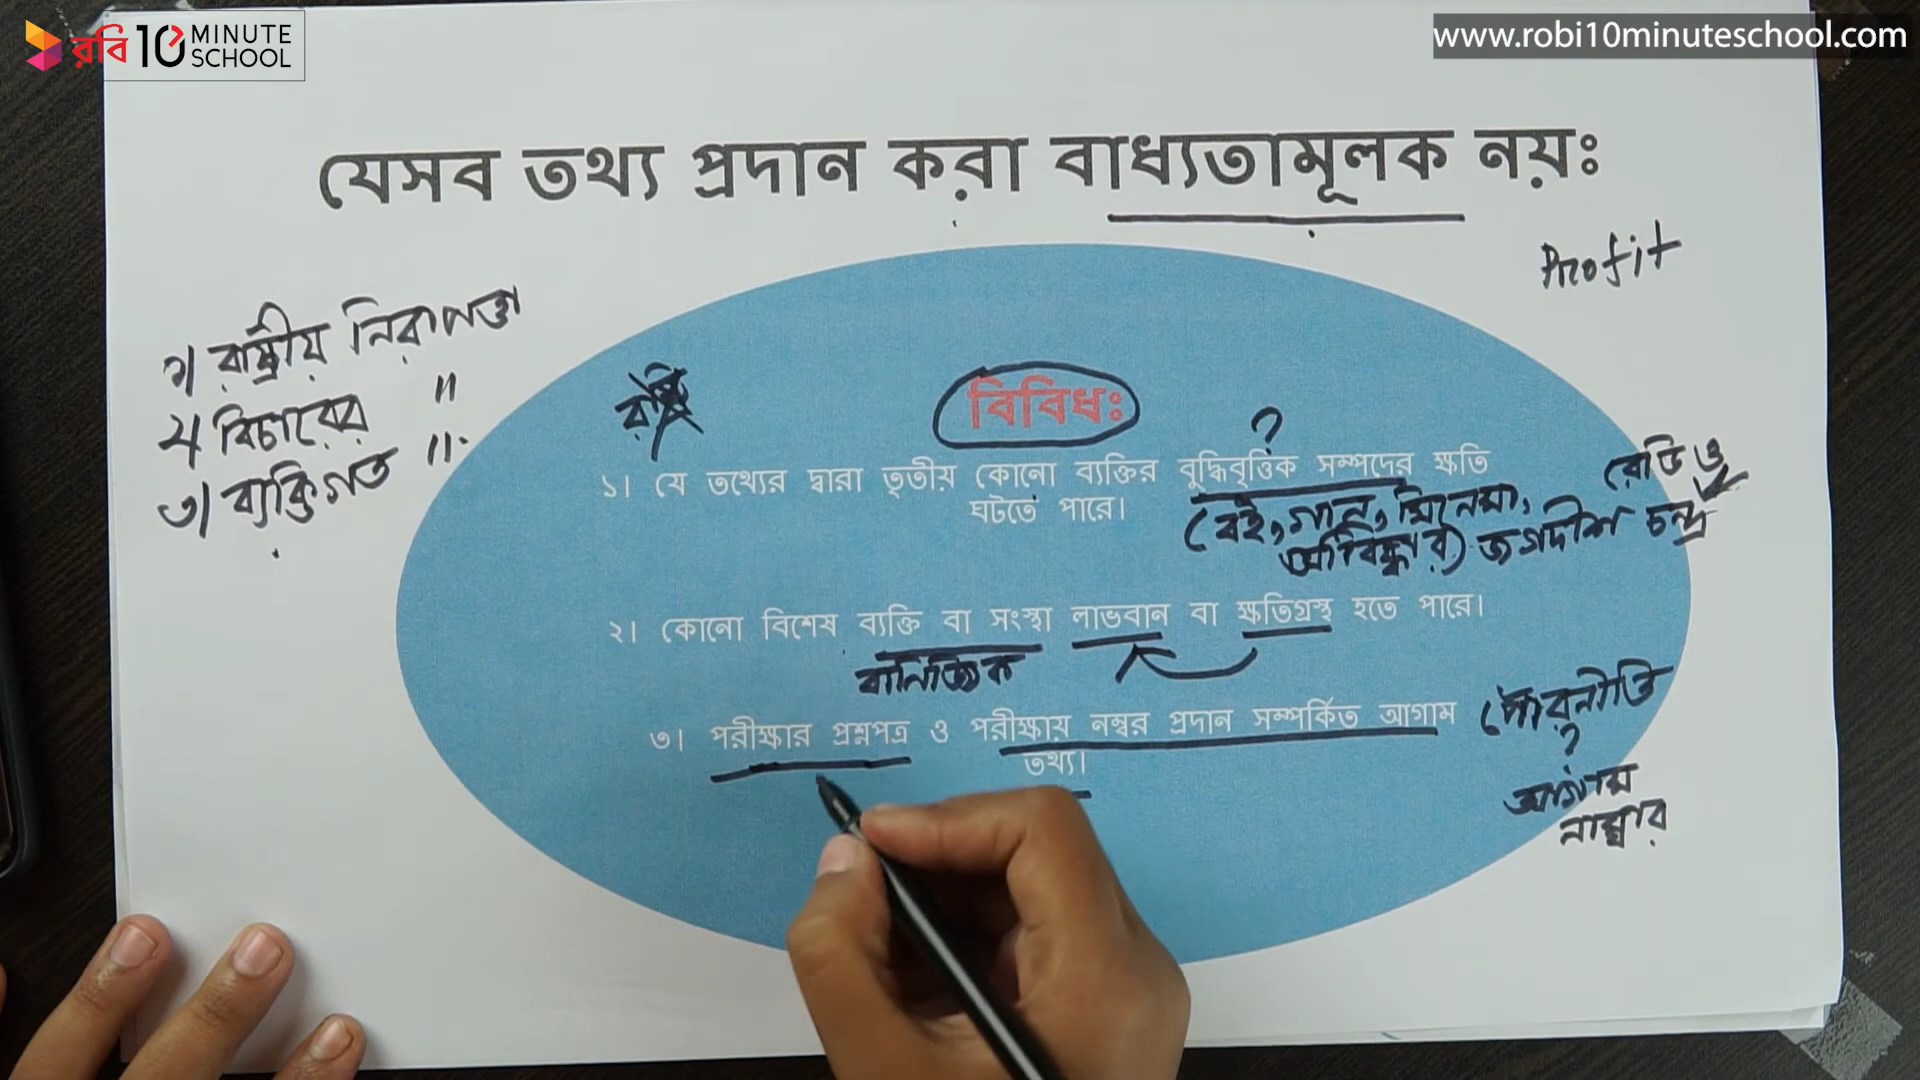 রবি 10 MINUTE SCHOOL
www.robi10minuteschool.com
যেসব তথ্য প্রদান করা বাধ্যতামূলক নয়ঃ
Profit
১) রাষ্ট্রীয় নিরাপত্তা
২) বিচারের "
৩) ব্যক্তিগত "
বিবিধঃ
?
১। যে তথ্যের দ্বারা তৃতীয় কোনো ব্যক্তির বুদ্ধিবৃত্তিক সম্পদের ক্ষতি
ঘটতে পারে।
রেডিও
(বই, গান, সিনেমা,
আবিষ্কার) জগদীশ চন্দ্র
২। কোনো বিশেষ ব্যক্তি বা সংস্থা লাভবান বা ক্ষতিগ্রস্থ হতে পারে।
বানিজ্যিক
৩। পরীক্ষার প্রশ্নপত্র ও পরীক্ষায় নম্বর প্রদান সম্পর্কিত আগাম
তথ্য।
(পৌরনীতি
?
আগাম
নাম্বার